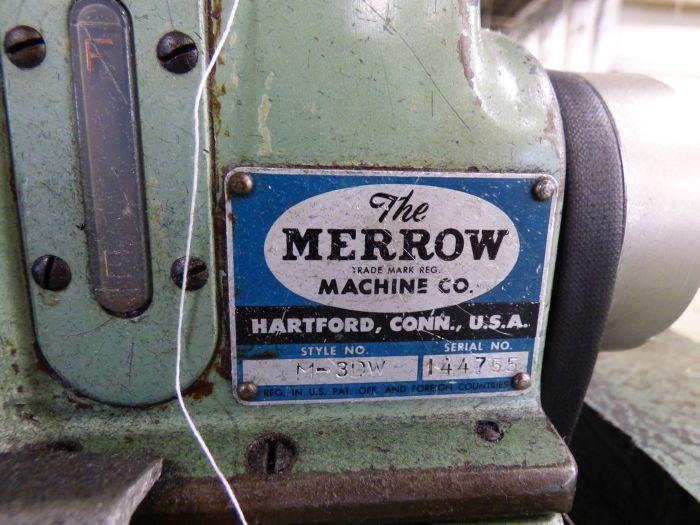 F
The
MERROW
TRADE MARK REG.
MACHINE CO.
HARTFORD, CONN., U.S.A.
STYLE NO. SERIAL NO.
M-3DW 144755
REG. IN U.S. PAT. OFF. AND FOREIGN COUNTRIES